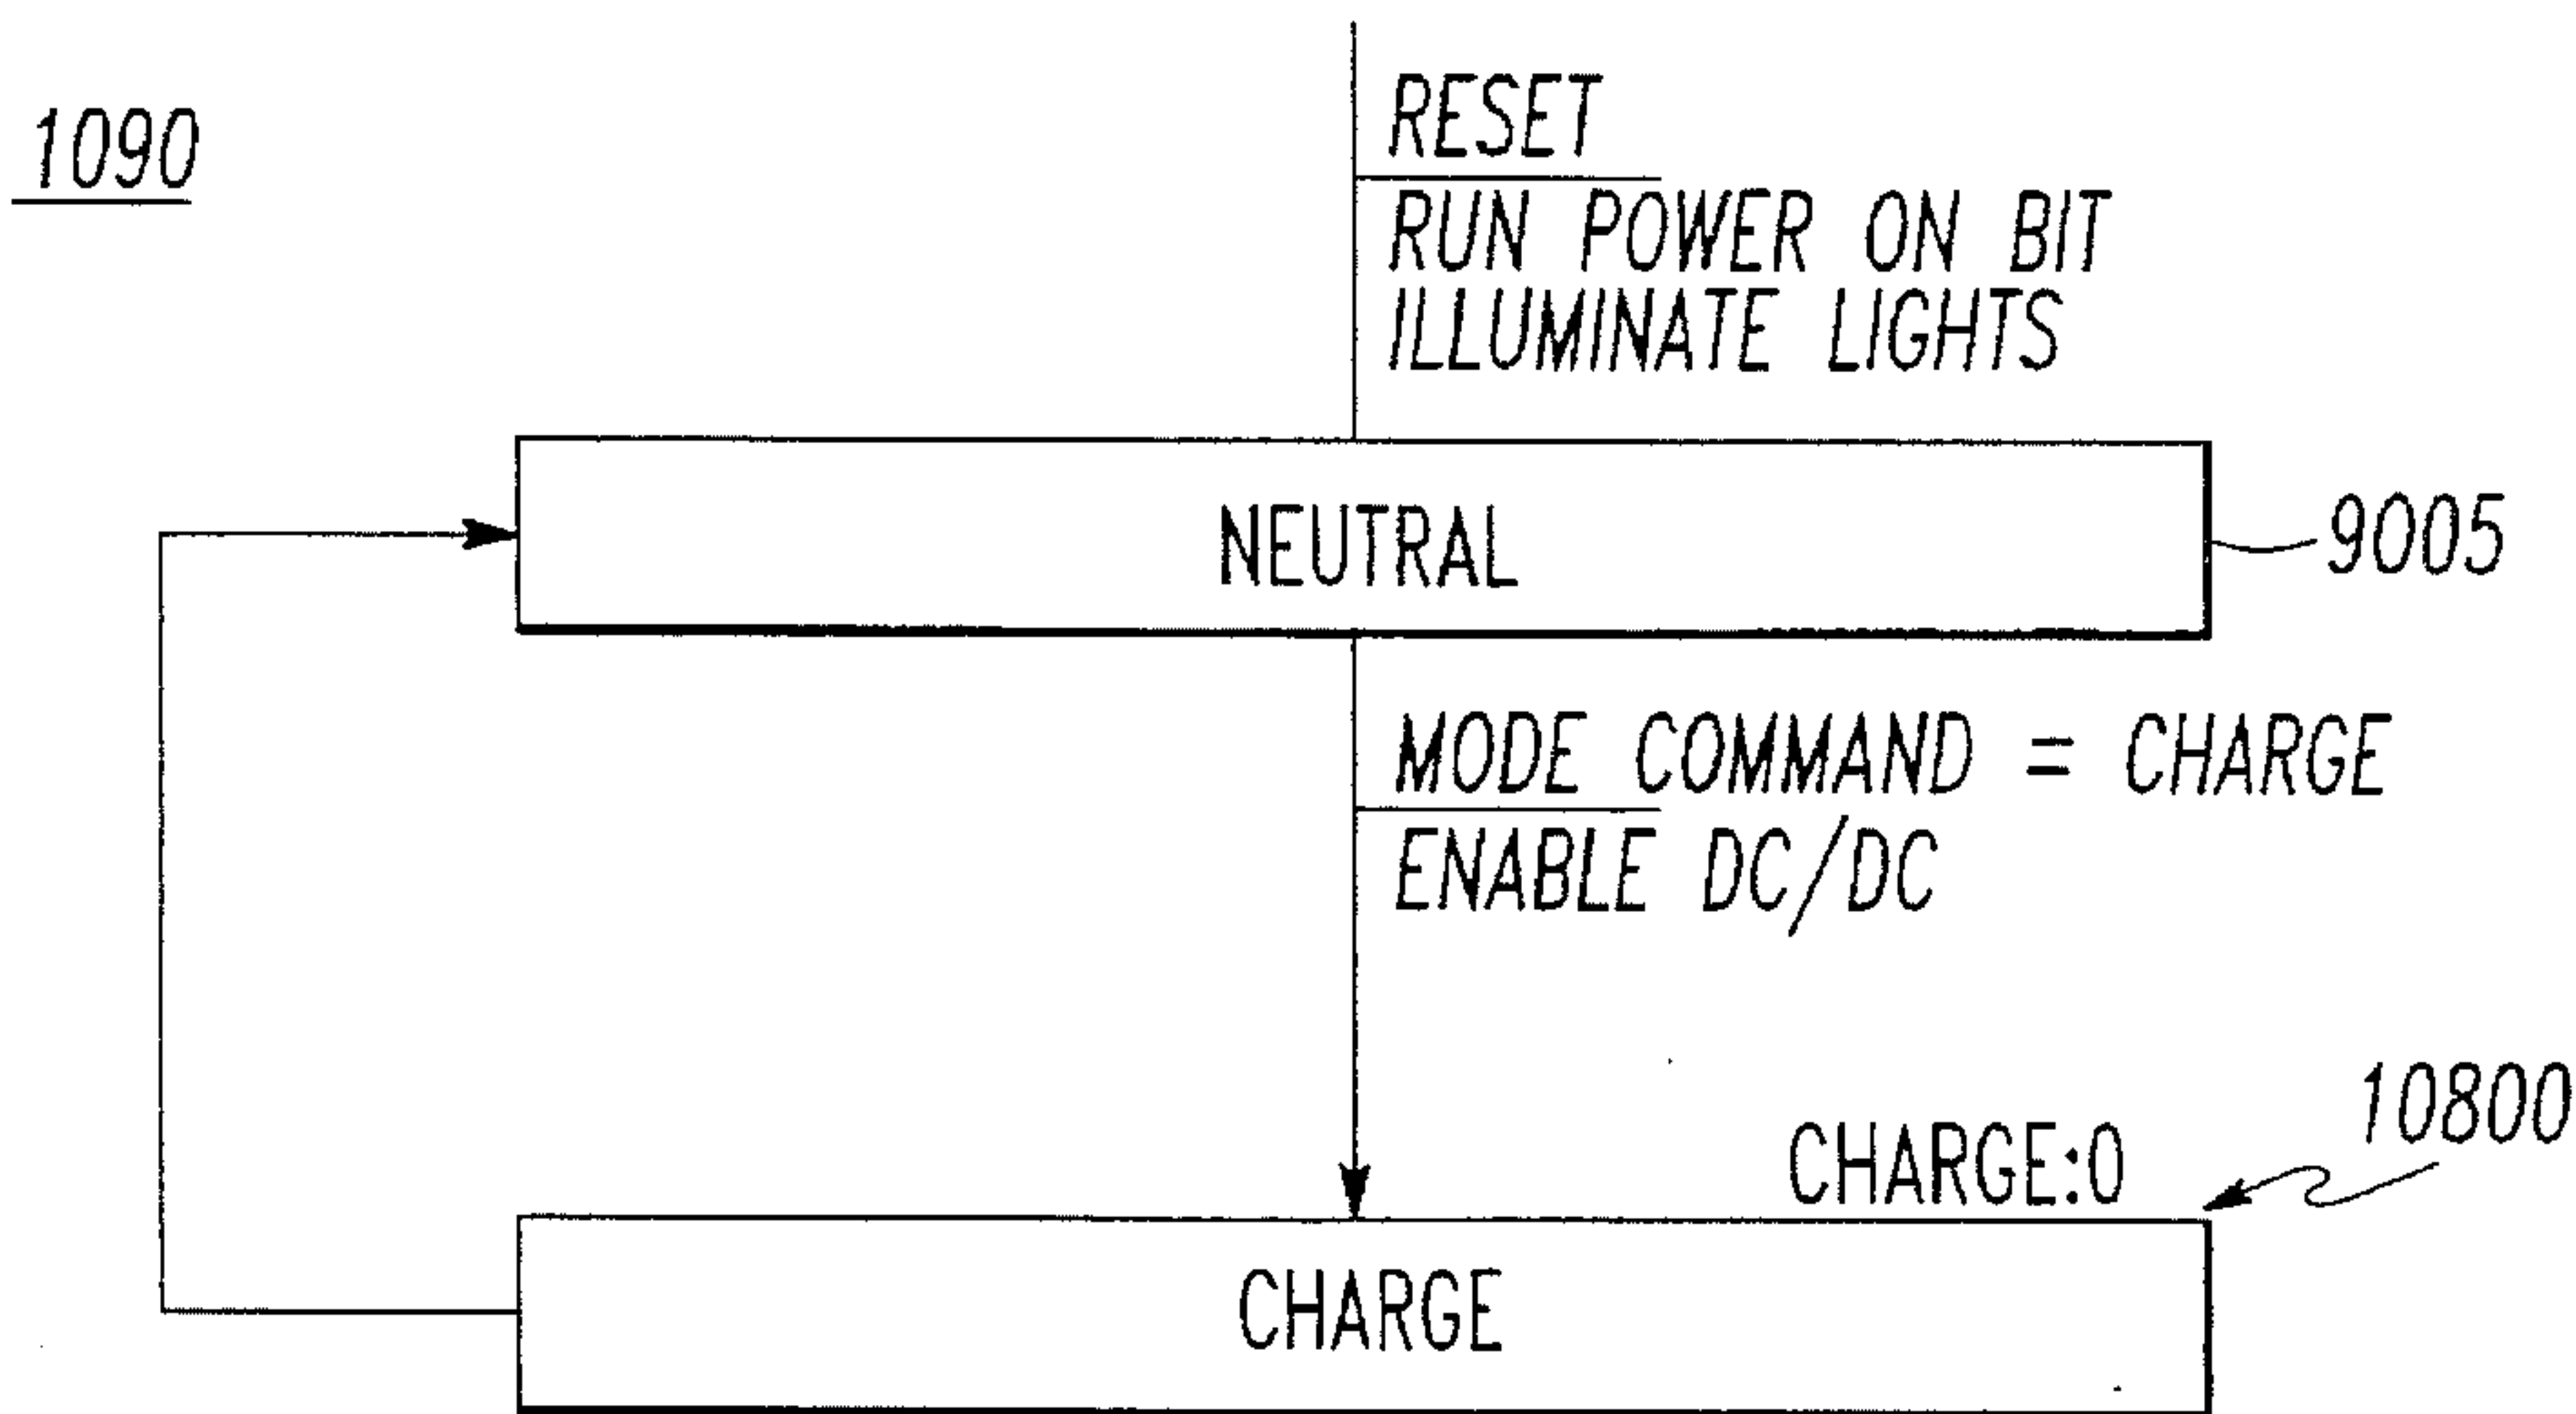 1090
RESET
RUN POWER ON BIT
ILLUMINATE LIGHTS
NEUTRAL
9005
MODE COMMAND = CHARGE
ENABLE DC/DC
CHARGE:0
10800
CHARGE